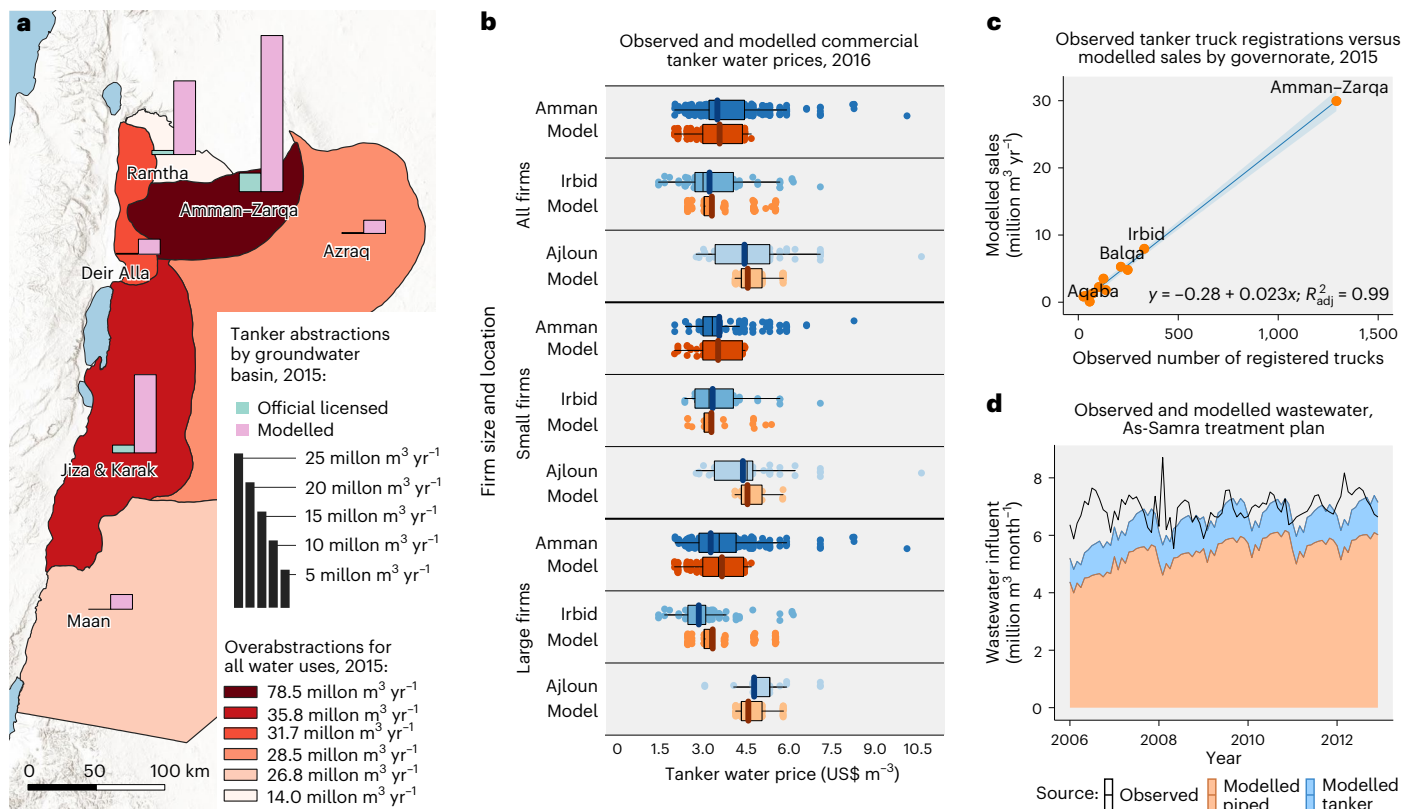 a
Ramtha
Amman–Zarqa
Azraq
Deir Alla
Jiza & Karak
Maan
Tanker abstractions
by groundwater
basin, 2015:
Official licensed
Modelled
25 millon m³ yr⁻¹
20 millon m³ yr⁻¹
15 millon m³ yr⁻¹
10 millon m³ yr⁻¹
5 millon m³ yr⁻¹
Overabstractions for
all water uses, 2015:
78.5 millon m³ yr⁻¹
35.8 millon m³ yr⁻¹
31.7 millon m³ yr⁻¹
28.5 millon m³ yr⁻¹
26.8 millon m³ yr⁻¹
14.0 millon m³ yr⁻¹
0 50 100 km
b
Observed and modelled commercial
tanker water prices, 2016
Firm size and location
All firms
Amman
Model
Irbid
Model
Ajloun
Model
Small firms
Amman
Model
Irbid
Model
Ajloun
Model
Large firms
Amman
Model
Irbid
Model
Ajloun
Model
0 1.5 3.0 4.5 6.0 7.5 9.0 10.5
Tanker water price (US$ m⁻³)
c
Observed tanker truck registrations versus
modelled sales by governorate, 2015
Modelled sales
(million m³ yr⁻¹)
30
20
10
0
Amman–Zarqa
Irbid
Balqa
Aqaba
y = −0.28 + 0.023x; R²adj = 0.99
0 500 1,000 1,500
Observed number of registered trucks
d
Observed and modelled wastewater,
As-Samra treatment plan
Wastewater influent
(million m³ month⁻¹)
8
6
4
2
0
2006 2008 2010 2012
Year
Source: Observed Modelled piped Modelled tanker